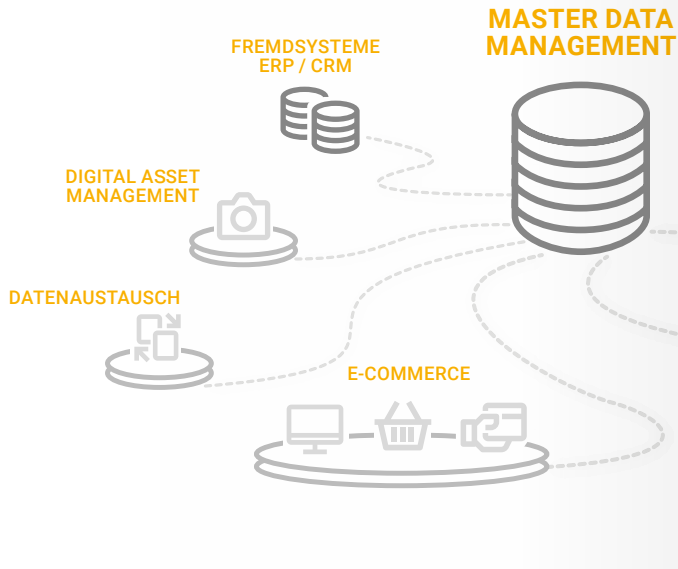 MASTER DATA
MANAGEMENT
FREMDSYSTEME
ERP / CRM
DIGITAL ASSET
MANAGEMENT
DATENAUSTAUSCH
E-COMMERCE